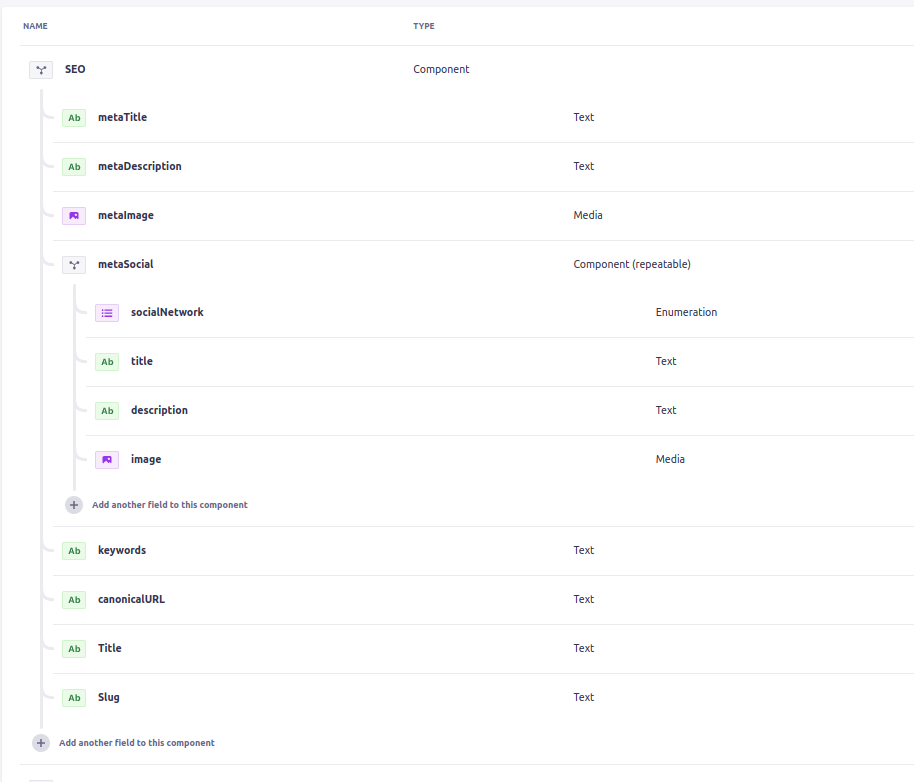 NAME TYPE
SEO Component
Ab metaTitle Text
Ab metaDescription Text
metaImage Media
metaSocial Component (repeatable)
socialNetwork Enumeration
Ab title Text
Ab description Text
image Media
Add another field to this component
Ab keywords Text
Ab canonicalURL Text
Ab Title Text
Ab Slug Text
Add another field to this component